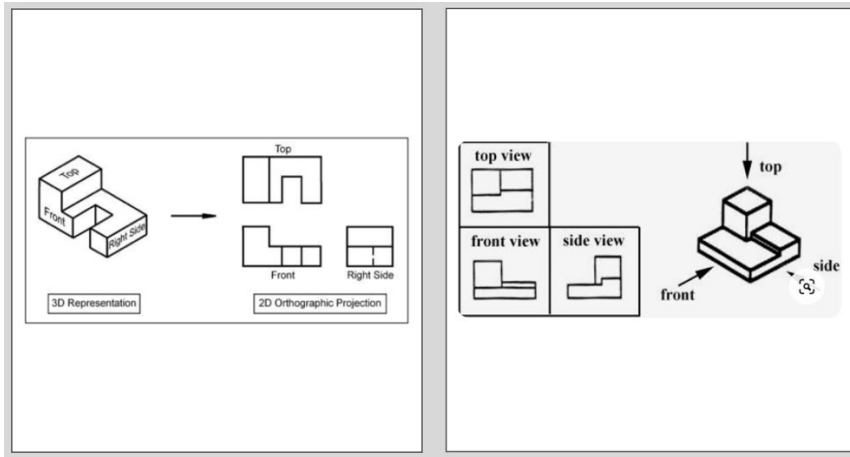 Top
Top
Front
Right Side
Front
Right Side
3D Representation
2D Orthographic Projection
top view
front view
side view
top
side
front